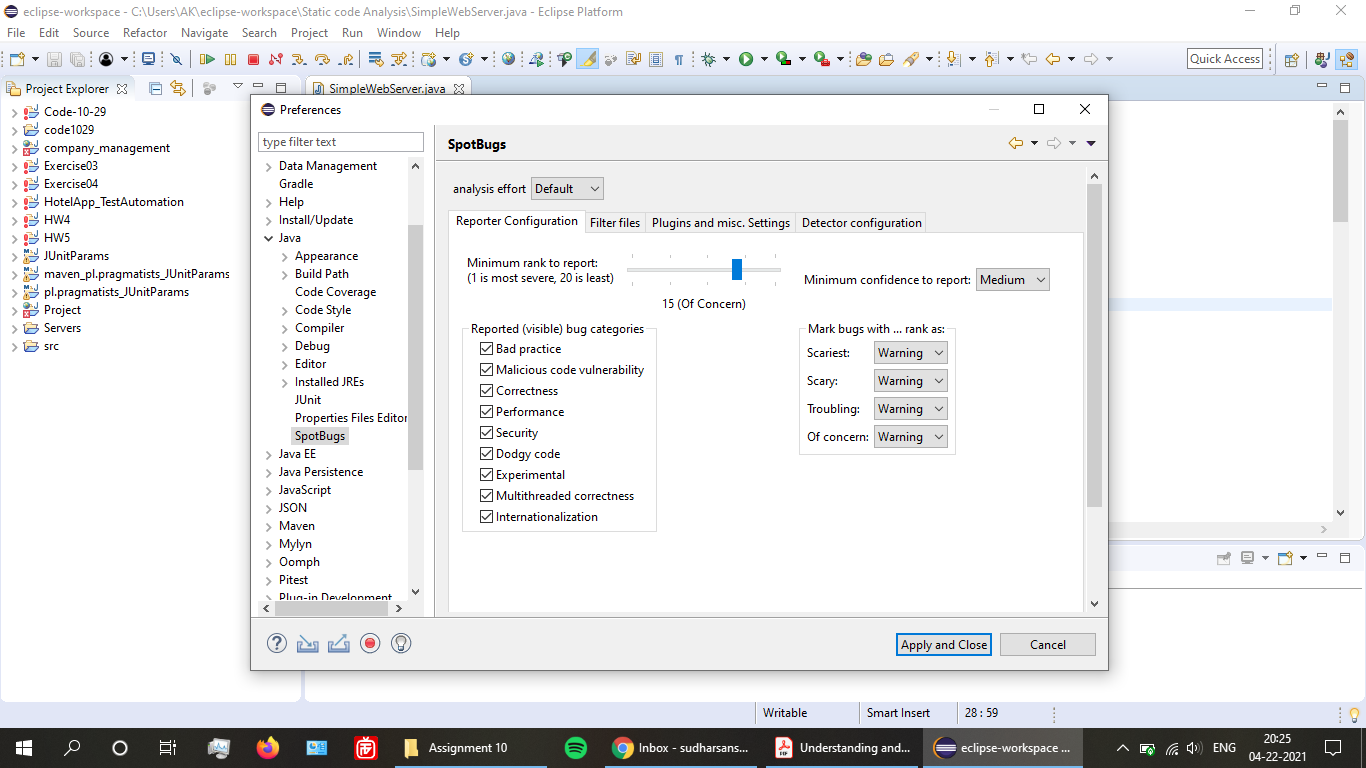 eclipse-workspace - C:\Users\AK\eclipse-workspace\Static code Analysis\SimpleWebServer.java - Eclipse Platform
File Edit Source Refactor Navigate Search Project Run Window Help
Quick Access
Project Explorer
SimpleWebServer.java
Code-10-29
code1029
company_management
Exercise03
Exercise04
HotelApp_TestAutomation
HW4
HW5
JUnitParams
maven_pl.pragmatists_JUnitParams
pl.pragmatists_JUnitParams
Project
Servers
src
Preferences
type filter text
Data Management
Gradle
Help
Install/Update
Java
Appearance
Build Path
Code Coverage
Code Style
Compiler
Debug
Editor
Installed JREs
JUnit
Properties Files Editor
SpotBugs
Java EE
Java Persistence
JavaScript
JSON
Maven
Mylyn
Oomph
Pitest
Plug-in Development
SpotBugs
analysis effort Default
Reporter Configuration Filter files Plugins and misc. Settings Detector configuration
Minimum rank to report:
(1 is most severe, 20 is least)
15 (Of Concern)
Minimum confidence to report: Medium
Reported (visible) bug categories
Bad practice
Malicious code vulnerability
Correctness
Performance
Security
Dodgy code
Experimental
Multithreaded correctness
Internationalization
Mark bugs with ... rank as:
Scariest: Warning
Scary: Warning
Troubling: Warning
Of concern: Warning
Apply and Close Cancel
Writable Smart Insert 28 : 59
Assignment 10 Inbox - sudharsans... Understanding and... eclipse-workspace ... ENG 20:25
04-22-2021